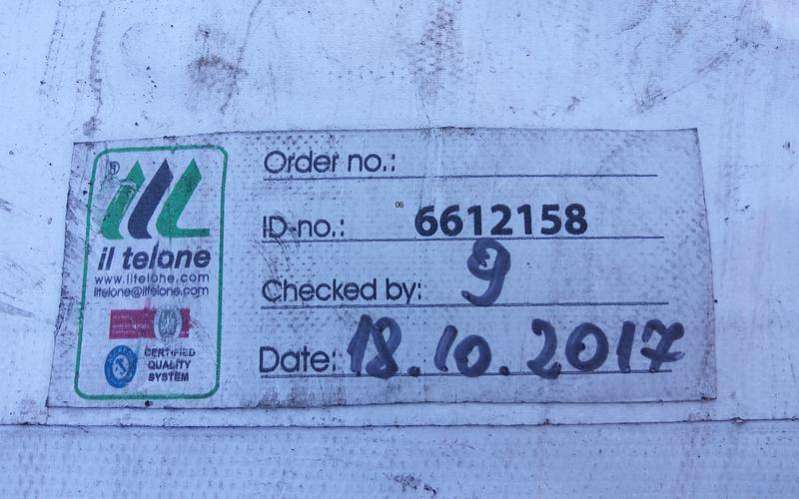 ®
il telone
www.iltelone.com
iltelone@iltelone.com
CERTIFIED
QUALITY
SYSTEM
Order no.:
ID-no.: 6612158
Checked by: 9
Date: 18.10.2017